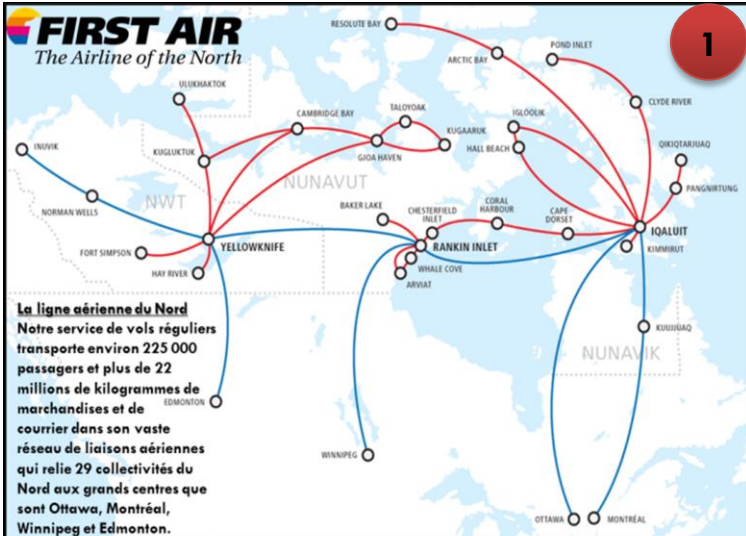 FIRST AIR
The Airline of the North
1
RESOLUTE BAY
ARCTIC BAY
POND INLET
CLYDE RIVER
ULUKHAKTOK
CAMBRIDGE BAY
TALOYOAK
IGLOOLIK
KUGAARUK
HALL BEACH
QIKIQTARJUAQ
INUVIK
KUGLUKTUK
GJOA HAVEN
PANGNIRTUNG
NUNAVUT
NWT
NORMAN WELLS
BAKER LAKE
CHESTERFIELD
INLET
CORAL
HARBOUR
CAPE
DORSET
IQALUIT
YELLOWKNIFE
RANKIN INLET
KIMMIRUT
FORT SIMPSON
HAY RIVER
WHALE COVE
ARVIAT
La ligne aérienne du Nord
Notre service de vols réguliers
transporte environ 225 000
passagers et plus de 22
millions de kilogrammes de
marchandises et de
courrier dans son vaste
réseau de liaisons aériennes
qui relie 29 collectivités du
Nord aux grands centres que
sont Ottawa, Montréal,
Winnipeg et Edmonton.
KUUJJUAQ
NUNAVIK
EDMONTON
WINNIPEG
OTTAWA
MONTRÉAL